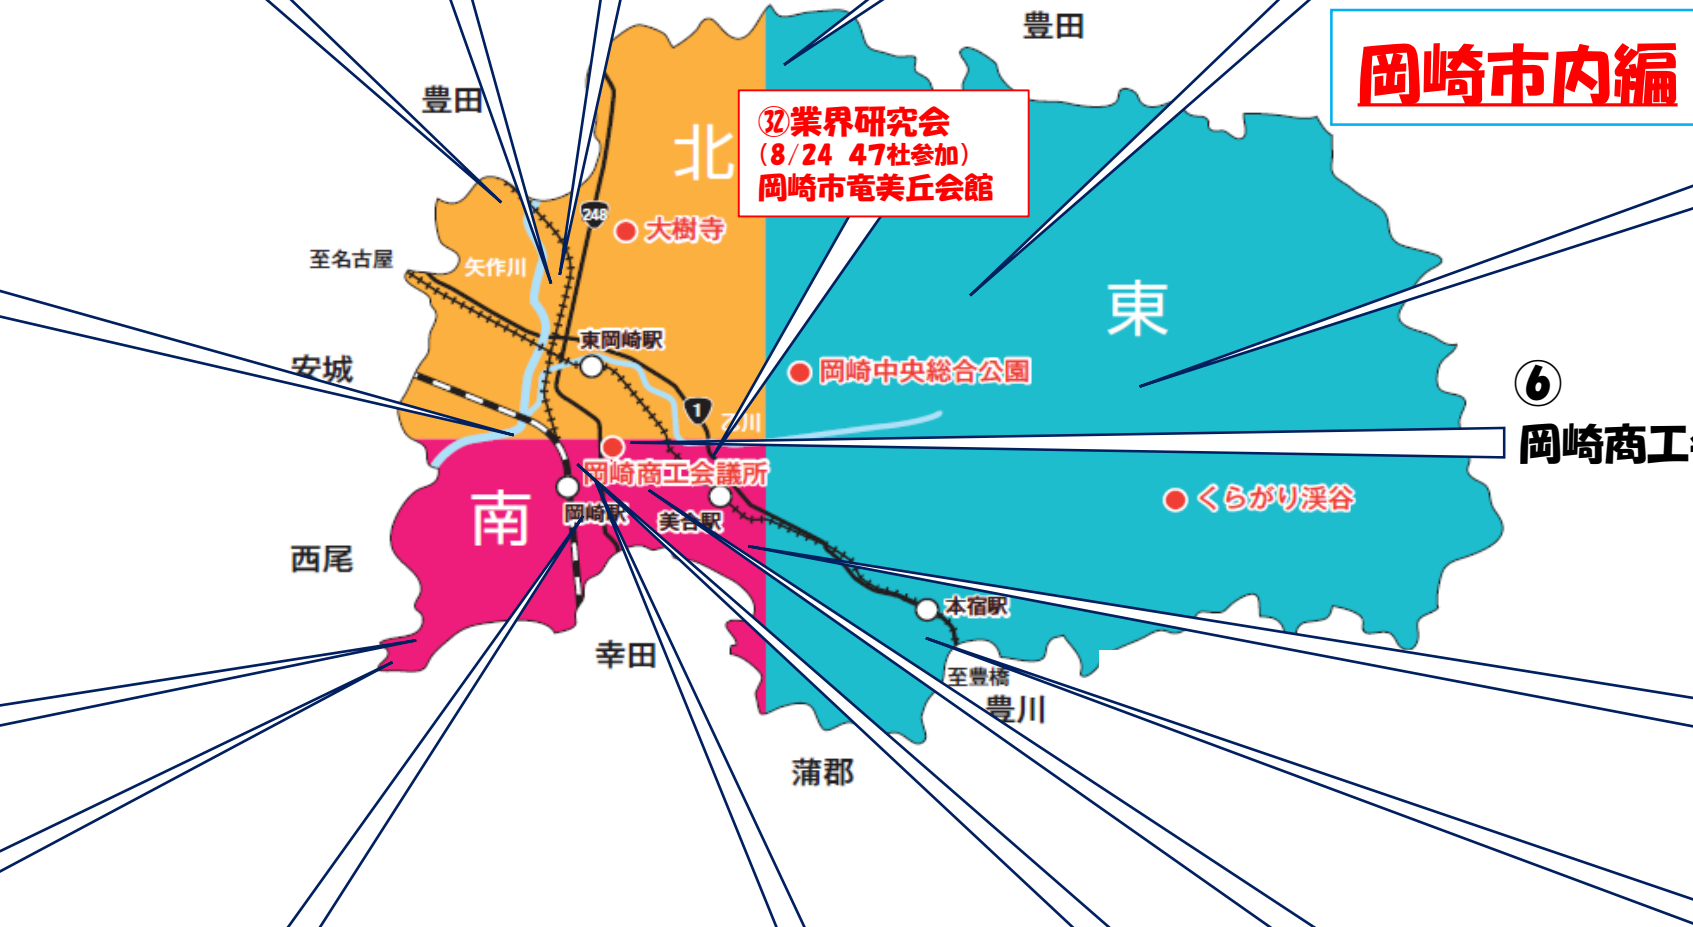 豊田
岡崎市内編
豊田
北
㉜業界研究会
(8/24 47社参加)
岡崎市竜美丘会館
248
大樹寺
至名古屋
矢作川
東
東岡崎駅
安城
岡崎中央総合公園
⑥
1
乙川
岡崎商工
岡崎商工会議所
南
岡崎駅
美合駅
くらがり渓谷
西尾
本宿駅
幸田
至豊橋
豊川
蒲郡